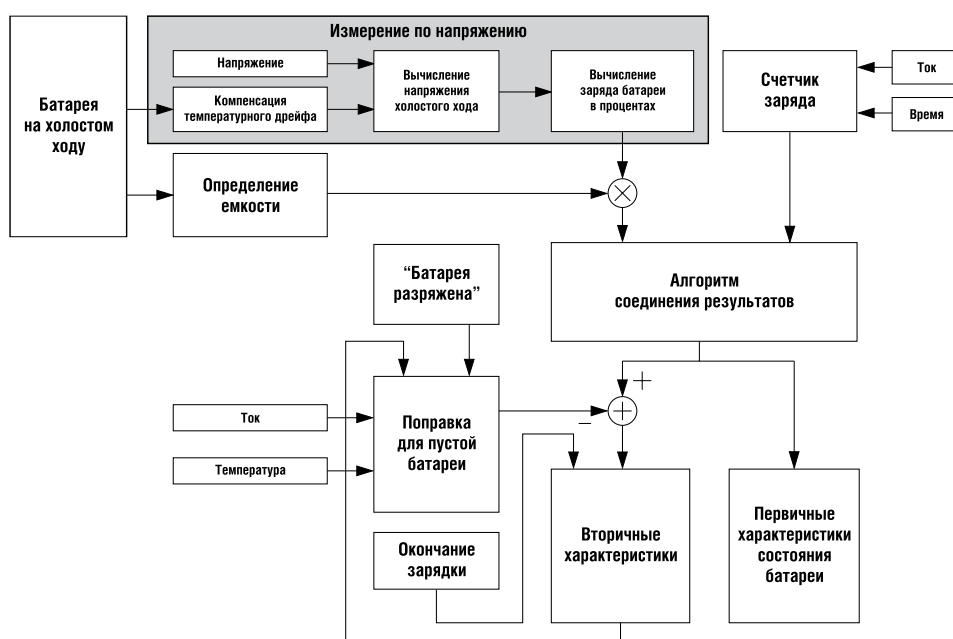 Измерение по напряжению
Батарея
на холостом
ходу
Напряжение
Компенсация
температурного дрейфа
Вычисление
напряжения
холостого хода
Вычисление
заряда батареи
в процентах
Счетчик
заряда
Ток
Время
Определение
емкости
“Батарея
разряжена”
Алгоритм
соединения результатов
+
–
Ток
Температура
Поправка
для пустой
батареи
Окончание
зарядки
Вторичные
характеристики
Первичные
характеристики
состояния
батареи